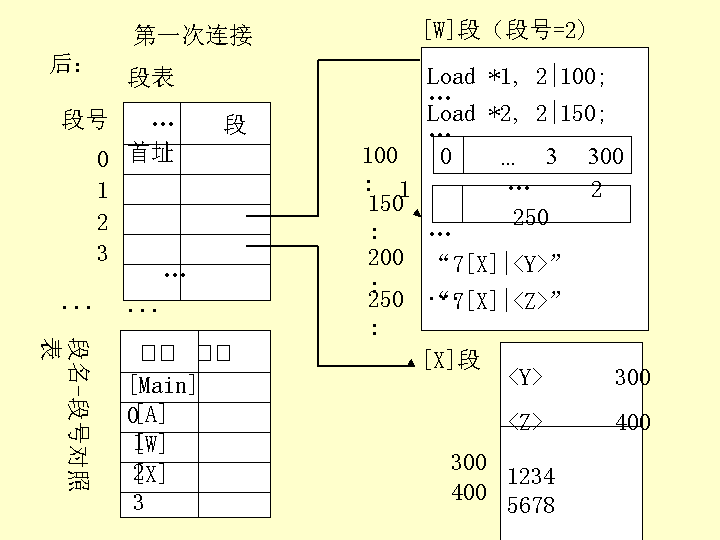 第一次连接
后：
段表
段号
… 段
首址
0
1
2
3
…
… …
段名-段号对照
表
□□ □□
[Main]
0
[A]
1
[W]
2
[X]
3
[W]段（段号=2）
Load *1, 2|100;
…
Load *2, 2|150;
…
100
:
0 … 3 300
…
1 2
150
:
250
…
200
:
“7[X]|<Y>”
…
250
:
“7[X]|<Z>”
[X]段
<Y> 300
<Z> 400
300
1234
400
5678